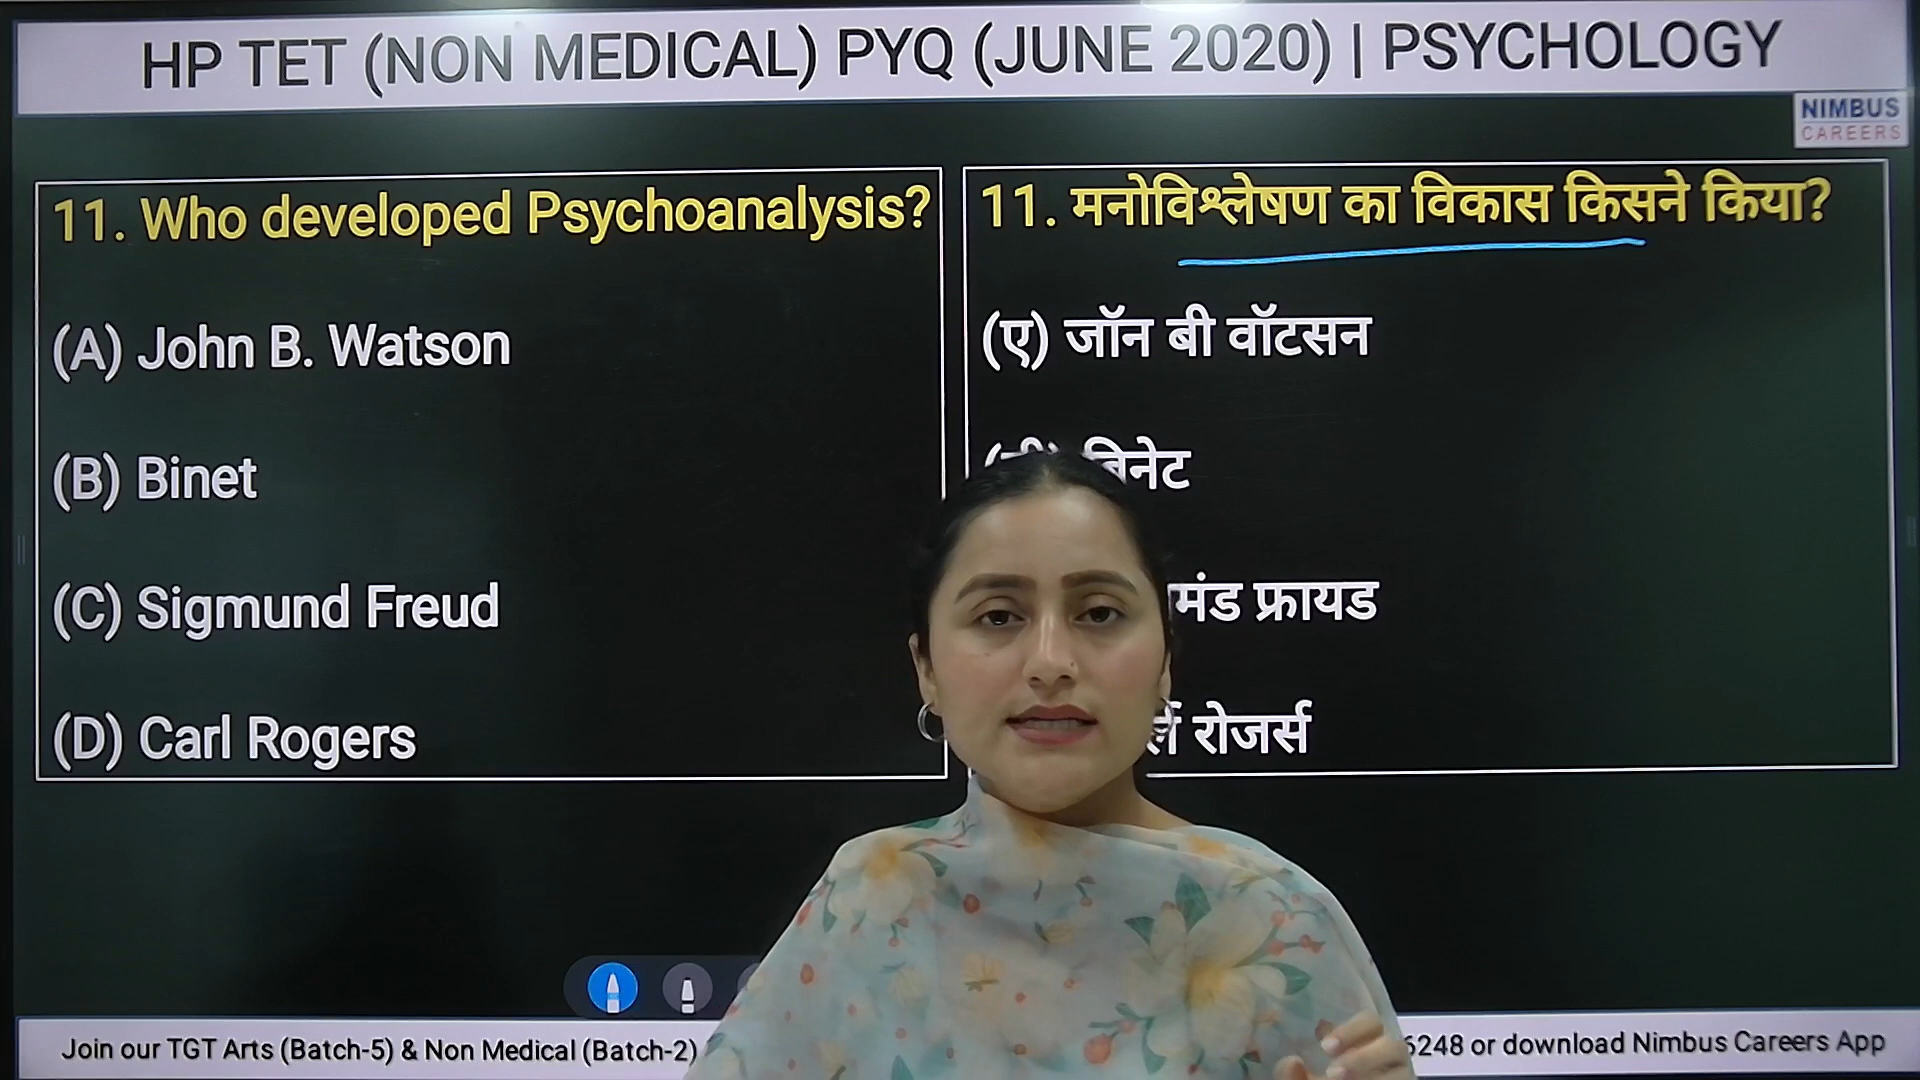 HP TET (NON MEDICAL) PYQ (JUNE 2020) | PSYCHOLOGY
NIMBUS
CAREERS
11. Who developed Psychoanalysis?
(A) John B. Watson
(B) Binet
(C) Sigmund Freud
(D) Carl Rogers
11. मनोविश्लेषण का विकास किसने किया?
(ए) जॉन बी वॉटसन
बिनेट
फ्रायड
रोजर्स
Join our TGT Arts (Batch-5) & Non Medical (Batch-2)
6248 or download Nimbus Careers App